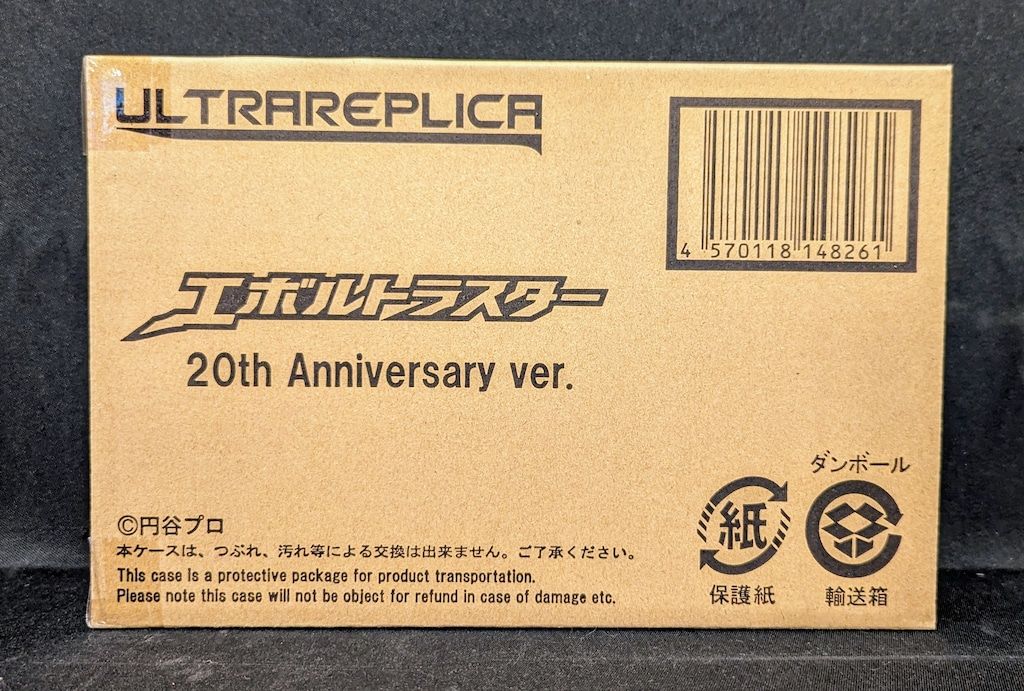 ULTRAREPLICA
4 570118 148261
エボルトラスター
20th Anniversary ver.
ダンボール
紙
保護紙
輸送箱
©円谷プロ
本ケースは、つぶれ、汚れ等による交換は出来ません。ご了承ください。
This case is a protective package for product transportation.
Please note this case will not be object for refund in case of damage etc.